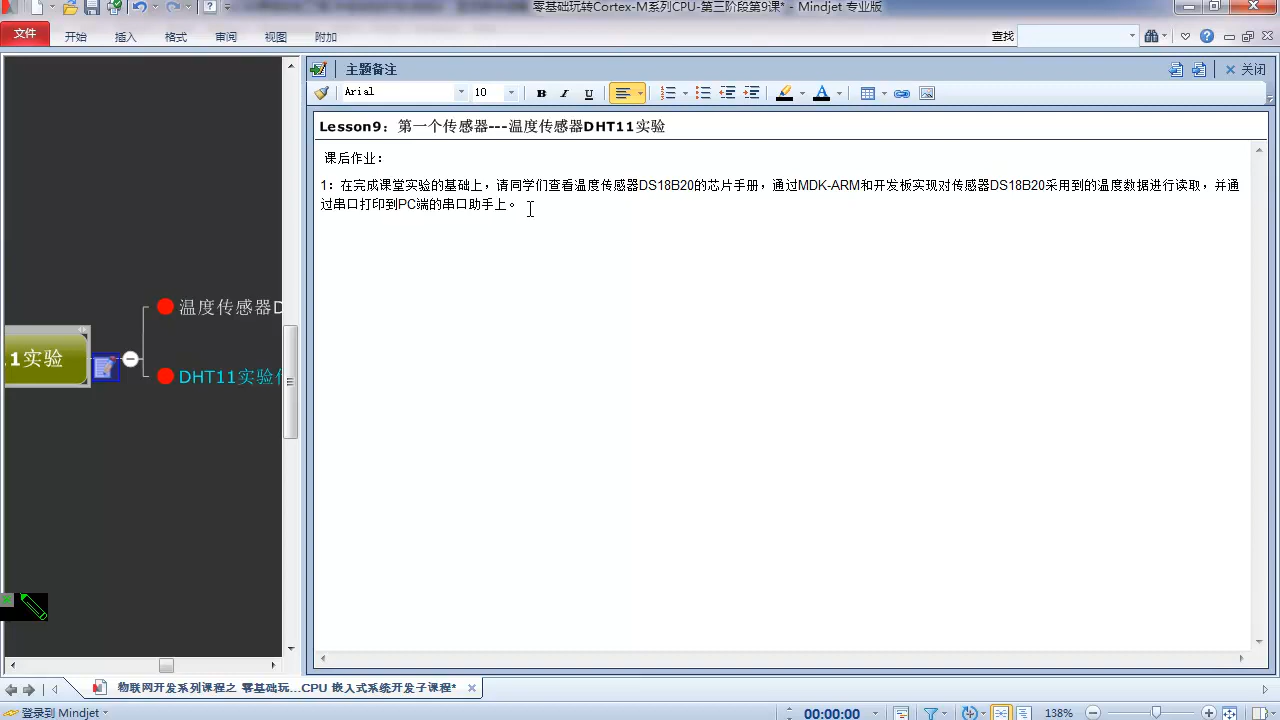 零基础玩转Cortex-M系列CPU-第三阶段第9课* - Mindjet 专业版
文件 开始 插入 格式 审阅 视图 附加 查找
主题备注 关闭
Arial 10 B I U A
Lesson9：第一个传感器---温度传感器DHT11实验
课后作业：
1：在完成课堂实验的基础上，请同学们查看温度传感器DS18B20的芯片手册，通过MDK-ARM和开发板实现对传感器DS18B20采用到的温度数据进行读取，并通
过串口打印到PC端的串口助手上。
温度传感器D
11实验
DHT11实验
物联网开发系列课程之 零基础玩...CPU 嵌入式系统开发子课程*
登录到 Mindjet 00:00:00 138%